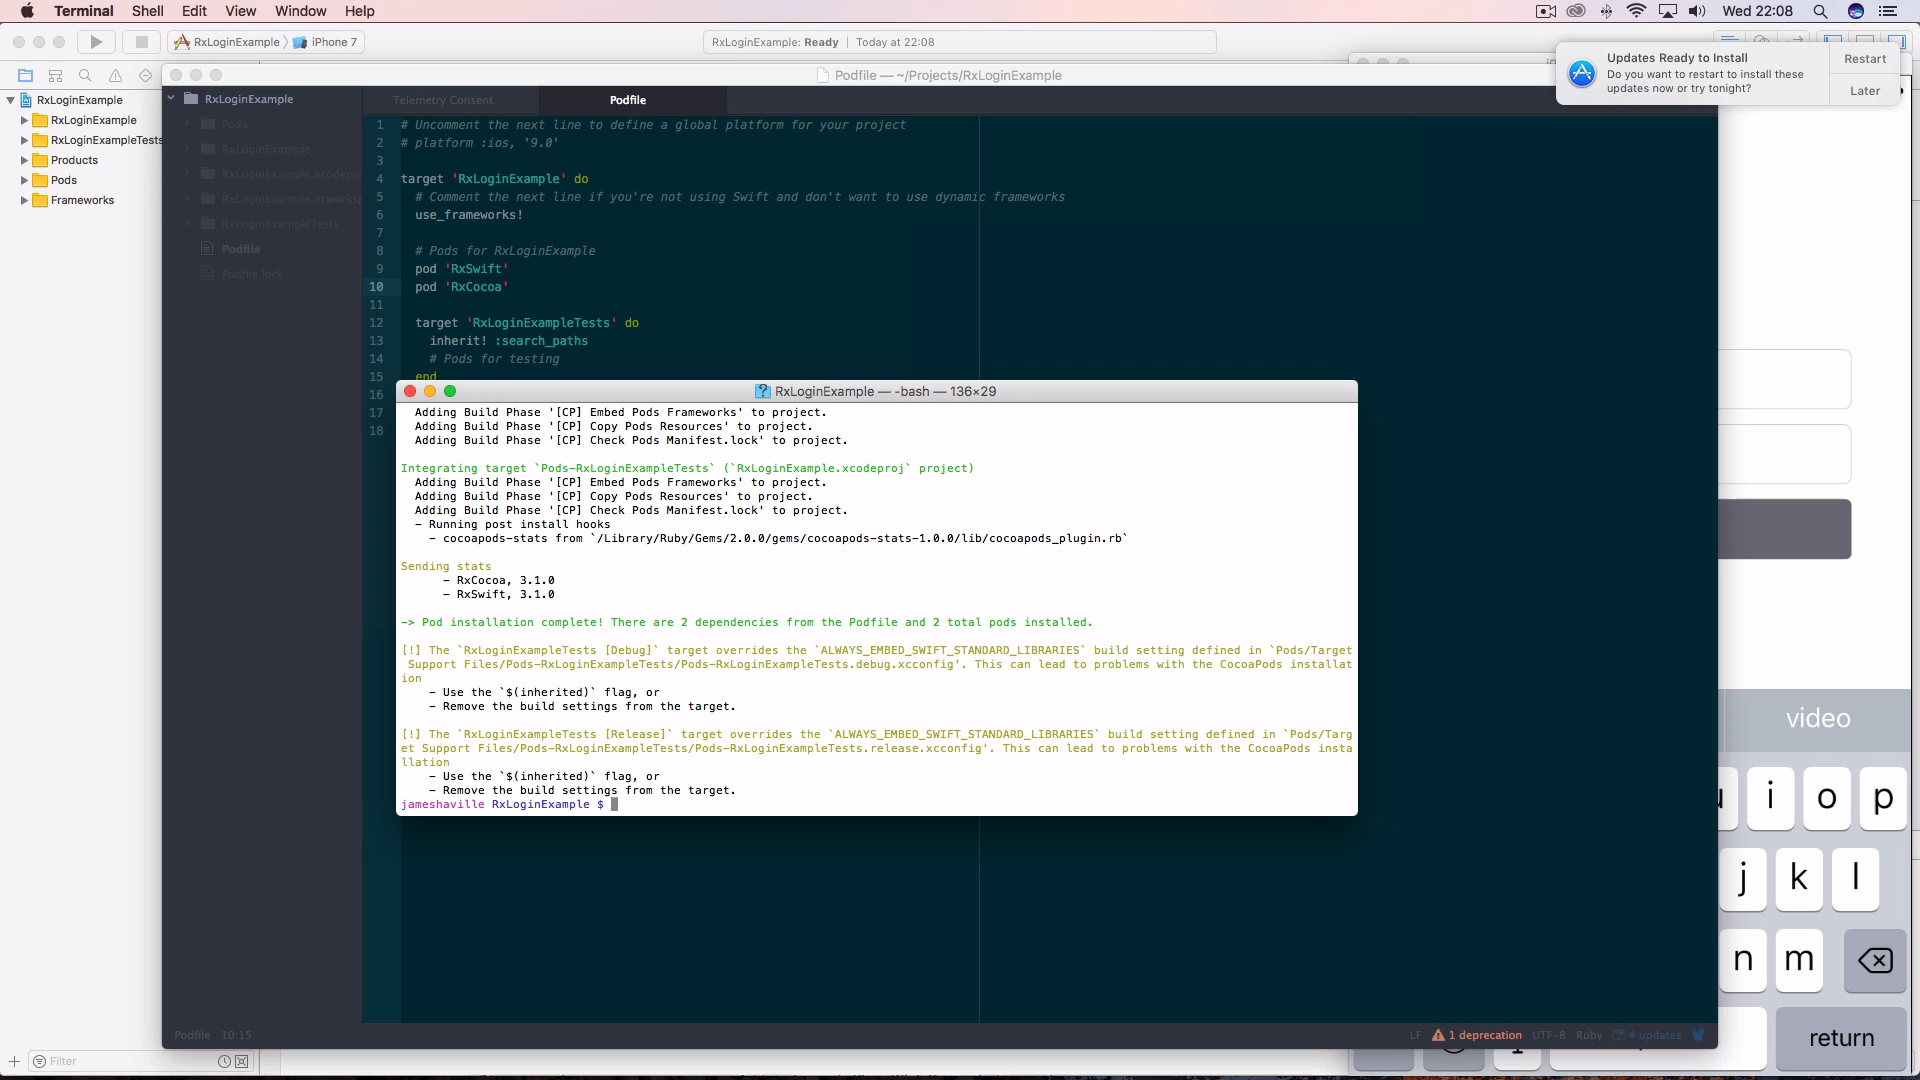 Terminal Shell Edit View Window Help
Wed 22:08
RxLoginExample iPhone 7
RxLoginExample: Ready | Today at 22:08
Updates Ready to Install
Do you want to restart to install these
updates now or try tonight?
Restart
Later
RxLoginExample
RxLoginExample
RxLoginExampleTests
Products
Pods
Frameworks
Filter
Podfile — ~/Projects/RxLoginExample
RxLoginExample
Pods
RxLoginExample
RxLoginExample.xcodepro
RxLoginExample.xcworksp
RxLoginExampleTests
Podfile
Podfile.lock
Telemetry Consent
Podfile
1 # Uncomment the next line to define a global platform for your project
2 # platform :ios, '9.0'
3
4 target 'RxLoginExample' do
5 # Comment the next line if you're not using Swift and don't want to use dynamic frameworks
6 use_frameworks!
7
8 # Pods for RxLoginExample
9 pod 'RxSwift'
10 pod 'RxCocoa'
11
12 target 'RxLoginExampleTests' do
13 inherit! :search_paths
14 # Pods for testing
15 end
16
17
18
RxLoginExample — -bash — 136×29
Adding Build Phase '[CP] Embed Pods Frameworks' to project.
Adding Build Phase '[CP] Copy Pods Resources' to project.
Adding Build Phase '[CP] Check Pods Manifest.lock' to project.
Integrating target `Pods-RxLoginExampleTests` (`RxLoginExample.xcodeproj` project)
Adding Build Phase '[CP] Embed Pods Frameworks' to project.
Adding Build Phase '[CP] Copy Pods Resources' to project.
Adding Build Phase '[CP] Check Pods Manifest.lock' to project.
- Running post install hooks
- cocoapods-stats from `/Library/Ruby/Gems/2.0.0/gems/cocoapods-stats-1.0.0/lib/cocoapods_plugin.rb`
Sending stats
- RxCocoa, 3.1.0
- RxSwift, 3.1.0
-> Pod installation complete! There are 2 dependencies from the Podfile and 2 total pods installed.
[!] The `RxLoginExampleTests [Debug]` target overrides the `ALWAYS_EMBED_SWIFT_STANDARD_LIBRARIES` build setting defined in `Pods/Target
Support Files/Pods-RxLoginExampleTests/Pods-RxLoginExampleTests.debug.xcconfig'. This can lead to problems with the CocoaPods installat
ion
- Use the `$(inherited)` flag, or
- Remove the build settings from the target.
[!] The `RxLoginExampleTests [Release]` target overrides the `ALWAYS_EMBED_SWIFT_STANDARD_LIBRARIES` build setting defined in `Pods/Targ
et Support Files/Pods-RxLoginExampleTests/Pods-RxLoginExampleTests.release.xcconfig'. This can lead to problems with the CocoaPods insta
llation
- Use the `$(inherited)` flag, or
- Remove the build settings from the target.
jameshaville RxLoginExample $
Podfile 10:15
LF 1 deprecation UTF-8 Ruby 4 updates
video
i o p
j k l
n m
return